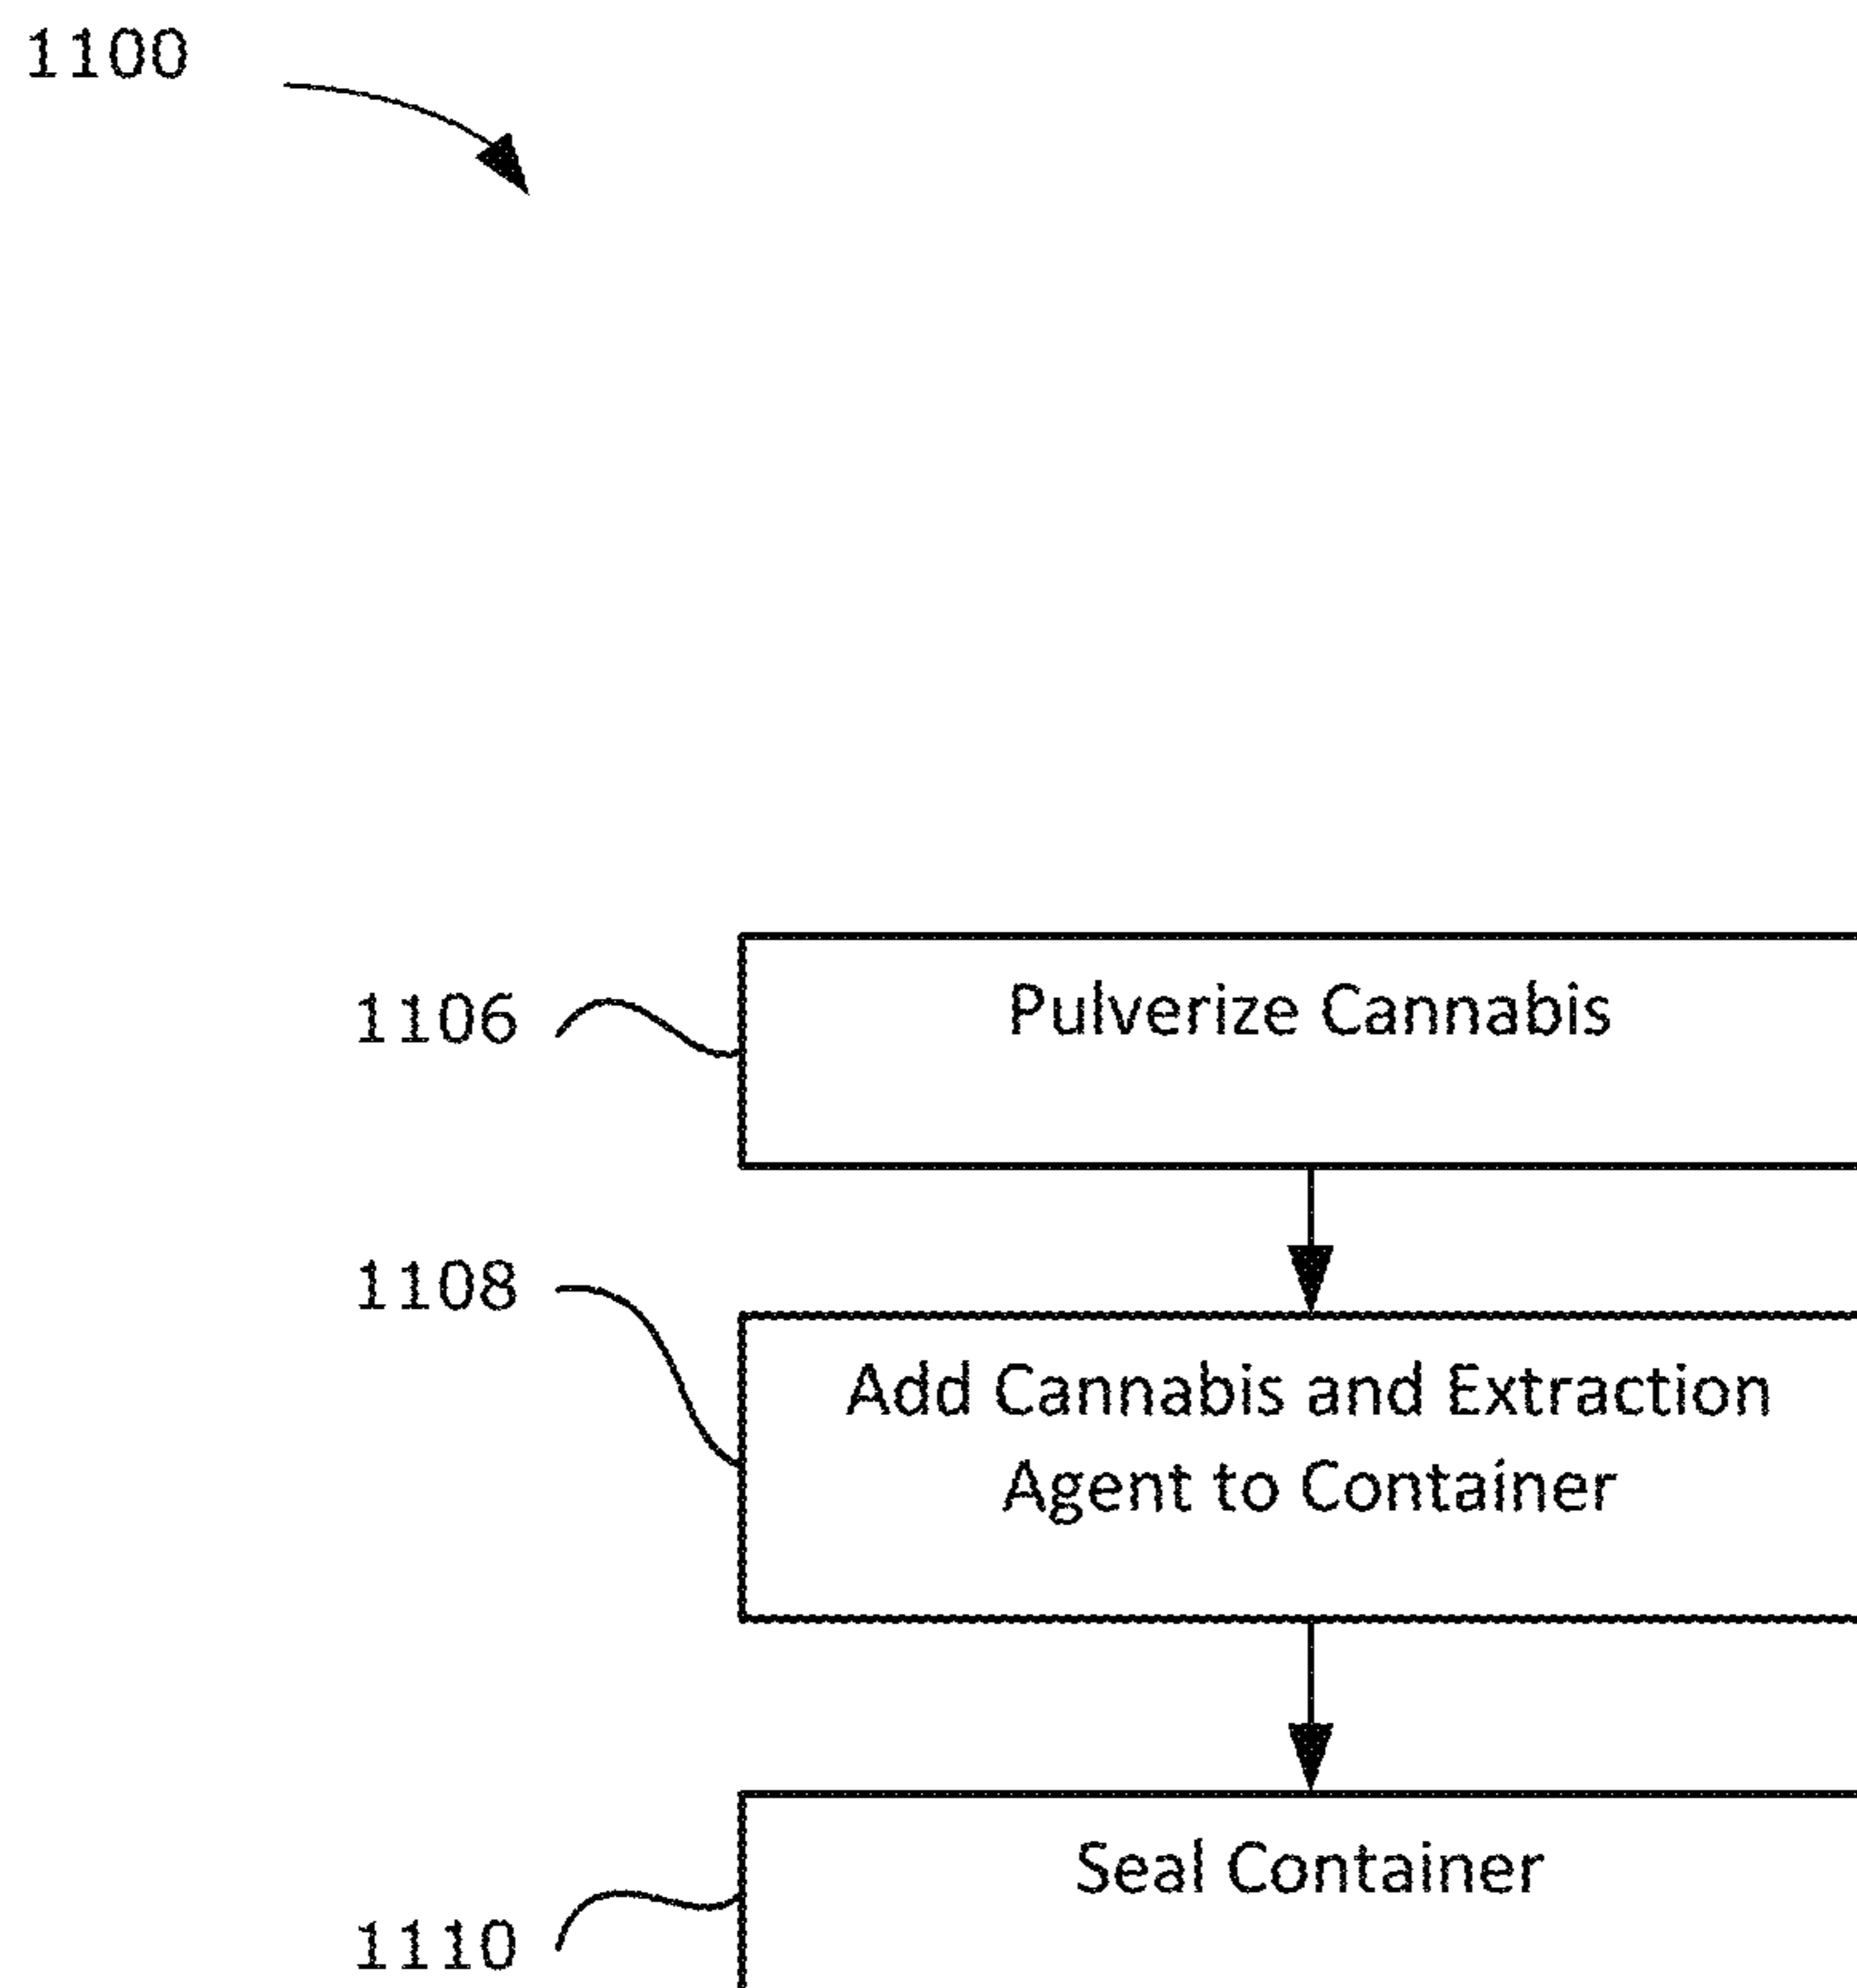 1100
1106
Pulverize Cannabis
1108
Add Cannabis and Extraction
Agent to Container
Seal Container
1110